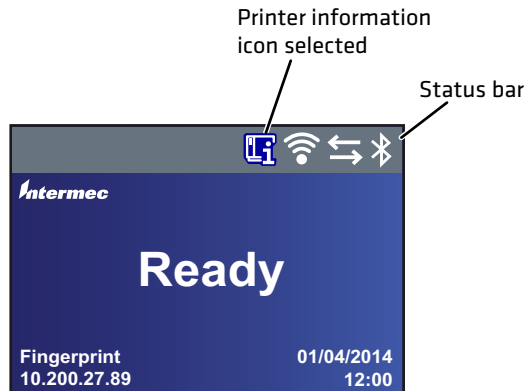 Printer information
icon selected
Status bar
Intermec
Ready
Fingerprint
01/04/2014
10.200.27.89
12:00